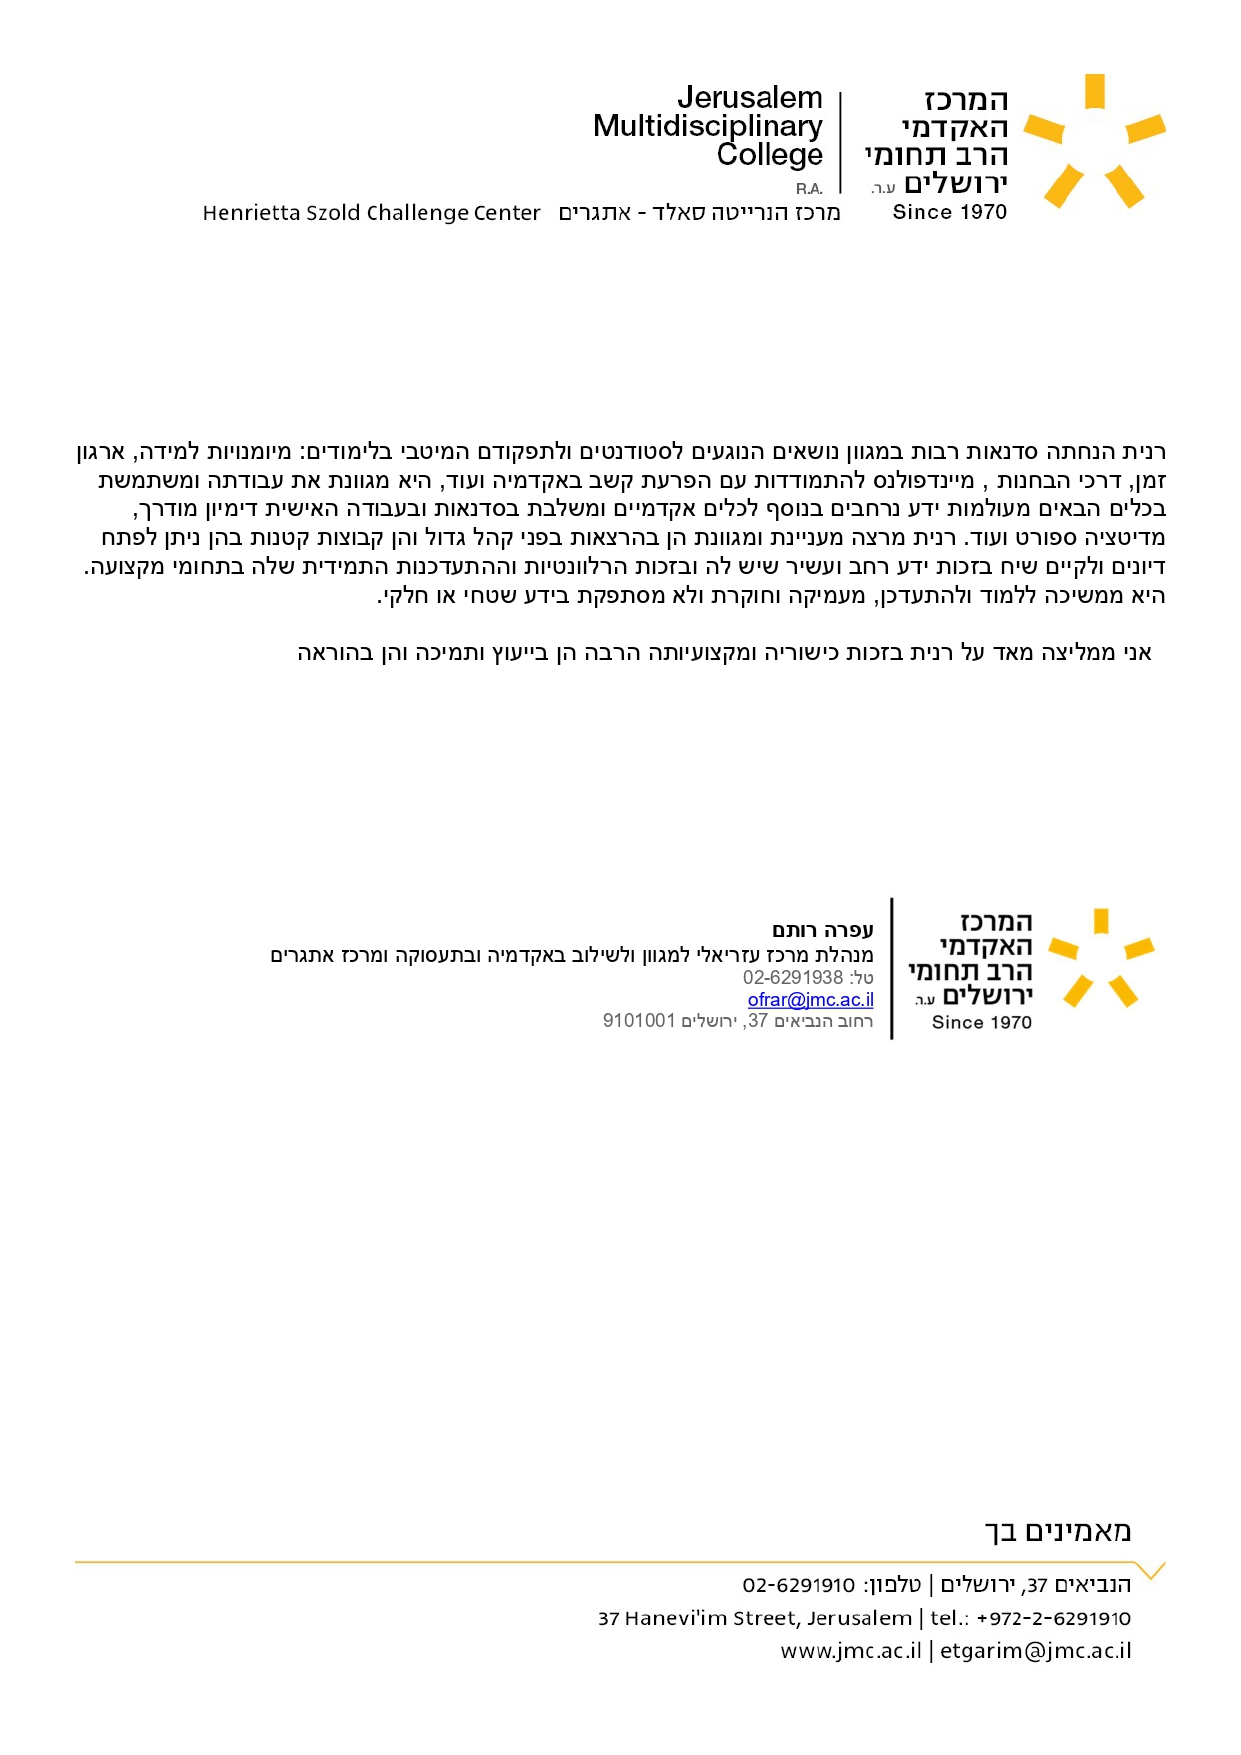 המרכז
האקדמי
הרב תחומי
ירושלים ע.ר.
Since 1970
Jerusalem
Multidisciplinary
College
R.A.
מרכז הנרייטה סאלד - אתגרים Henrietta Szold Challenge Center
רנית הנחתה סדנאות רבות במגוון נושאים הנוגעים לסטודנטים ולתפקודם המיטבי בלימודים: מיומנויות למידה, ארגון
זמן, דרכי הבחנות , מיינדפולנס להתמודדות עם הפרעת קשב באקדמיה ועוד, היא מגוונת את עבודתה ומשתמשת
בכלים הבאים מעולמות ידע נרחבים בנוסף לכלים אקדמיים ומשלבת בסדנאות ובעבודה האישית דימיון מודרך,
מדיטציה ספורט ועוד. רנית מרצה מעניינת ומגוונת הן בהרצאות בפני קהל גדול והן קבוצות קטנות בהן ניתן לפתח
דיונים ולקיים שיח בזכות ידע רחב ועשיר שיש לה ובזכות הרלוונטיות וההתעדכנות התמידית שלה בתחומי מקצועה.
היא ממשיכה ללמוד ולהתעדכן, מעמיקה וחוקרת ולא מסתפקת בידע שטחי או חלקי.
אני ממליצה מאד על רנית בזכות כישוריה ומקצועיותה הרבה הן בייעוץ ותמיכה והן בהוראה
המרכז
האקדמי
הרב תחומי
ירושלים ע.ר.
Since 1970
עפרה רותם
מנהלת מרכז עזריאלי למגוון ולשילוב באקדמיה ובתעסוקה ומרכז אתגרים
טל: 02-6291938
ofrar@jmc.ac.il
רחוב הנביאים 37, ירושלים 9101001
מאמינים בך
הנביאים 37, ירושלים | טלפון: 02-6291910
37 Hanevi'im Street, Jerusalem | tel.: +972-2-6291910
www.jmc.ac.il | etgarim@jmc.ac.il